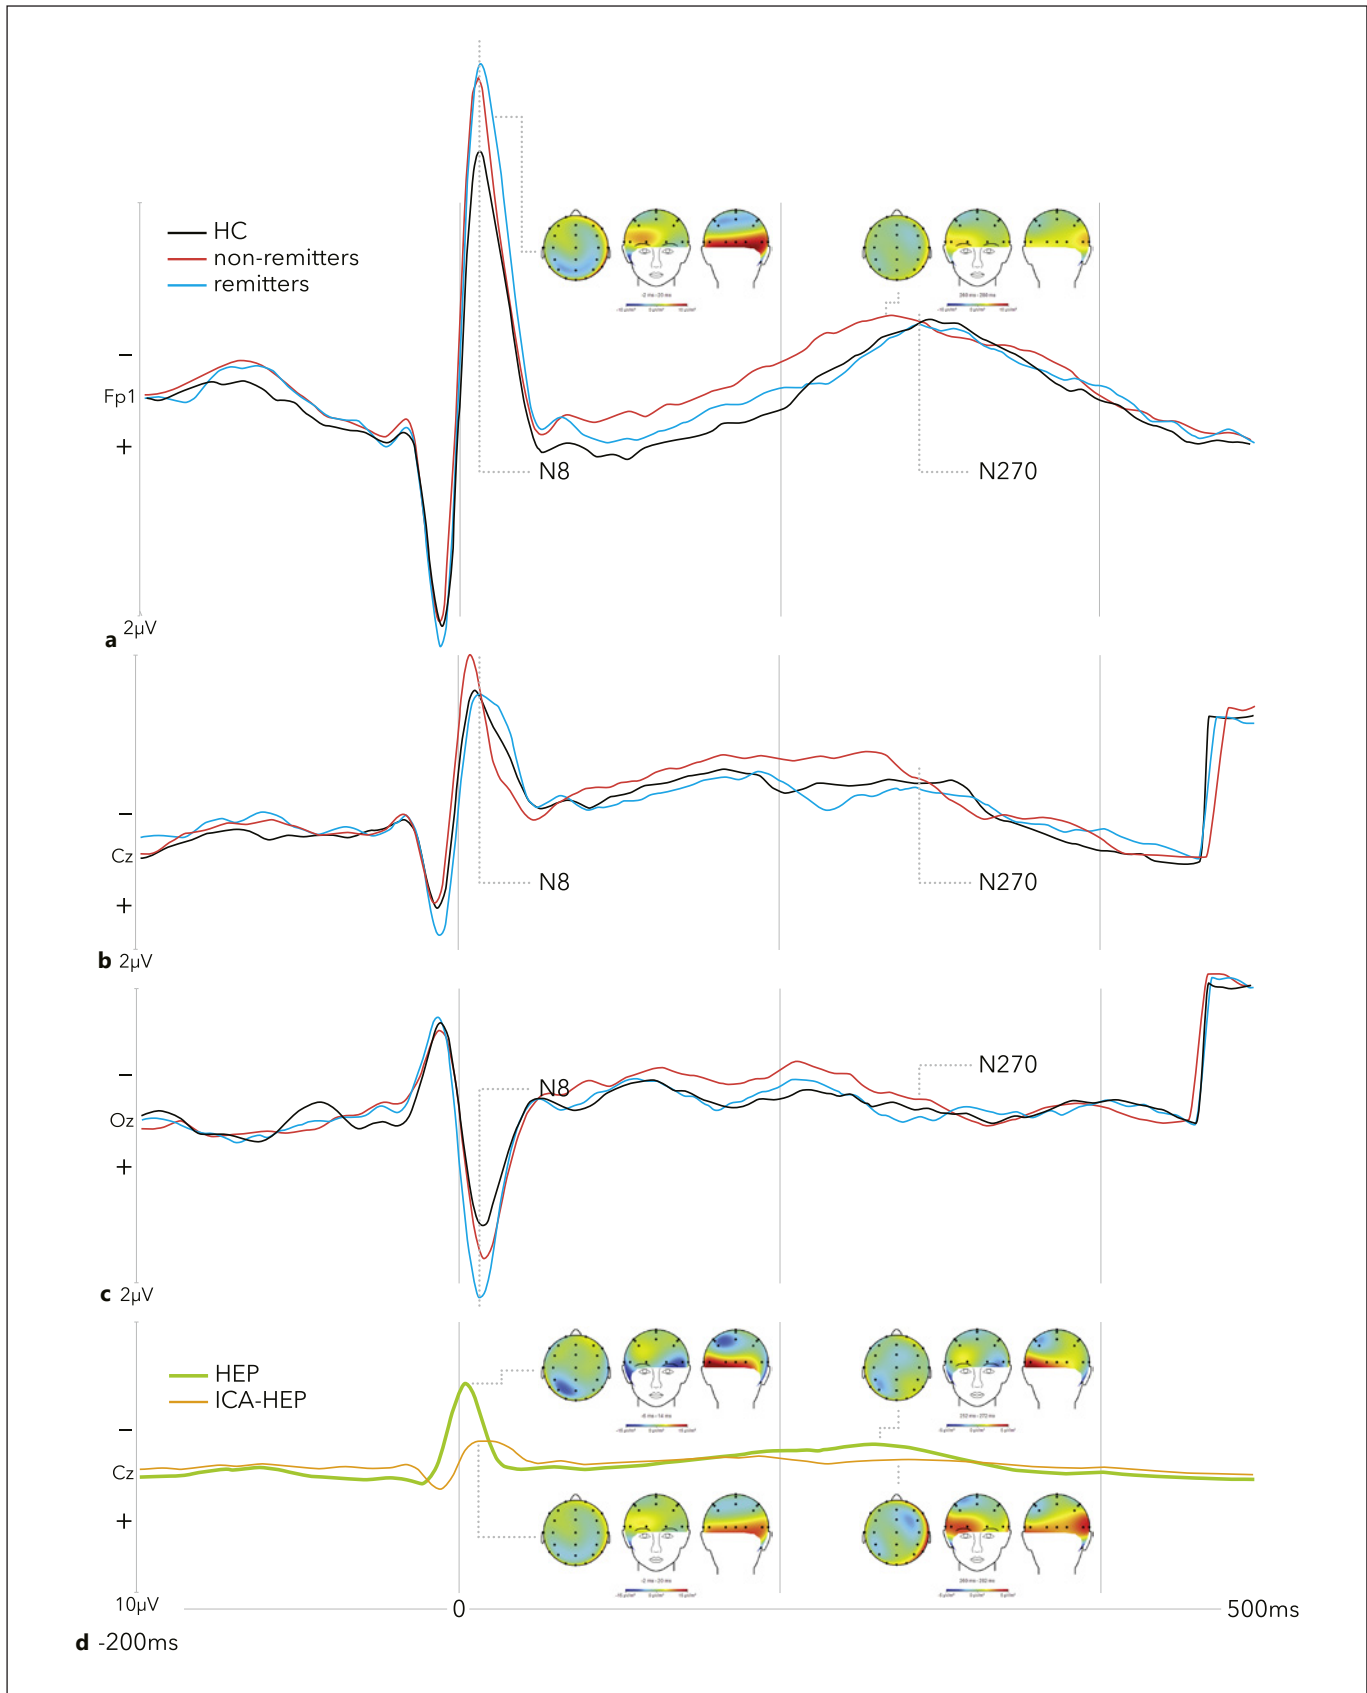 HC
non-remitters
remitters
−
Fp1
+
N8
N270
2µV
a
−
Cz
+
N8
N270
b 2µV
−
Oz
+
N8
N270
c 2µV
HEP
ICA-HEP
−
Cz
+
10µV
0
500ms
d -200ms